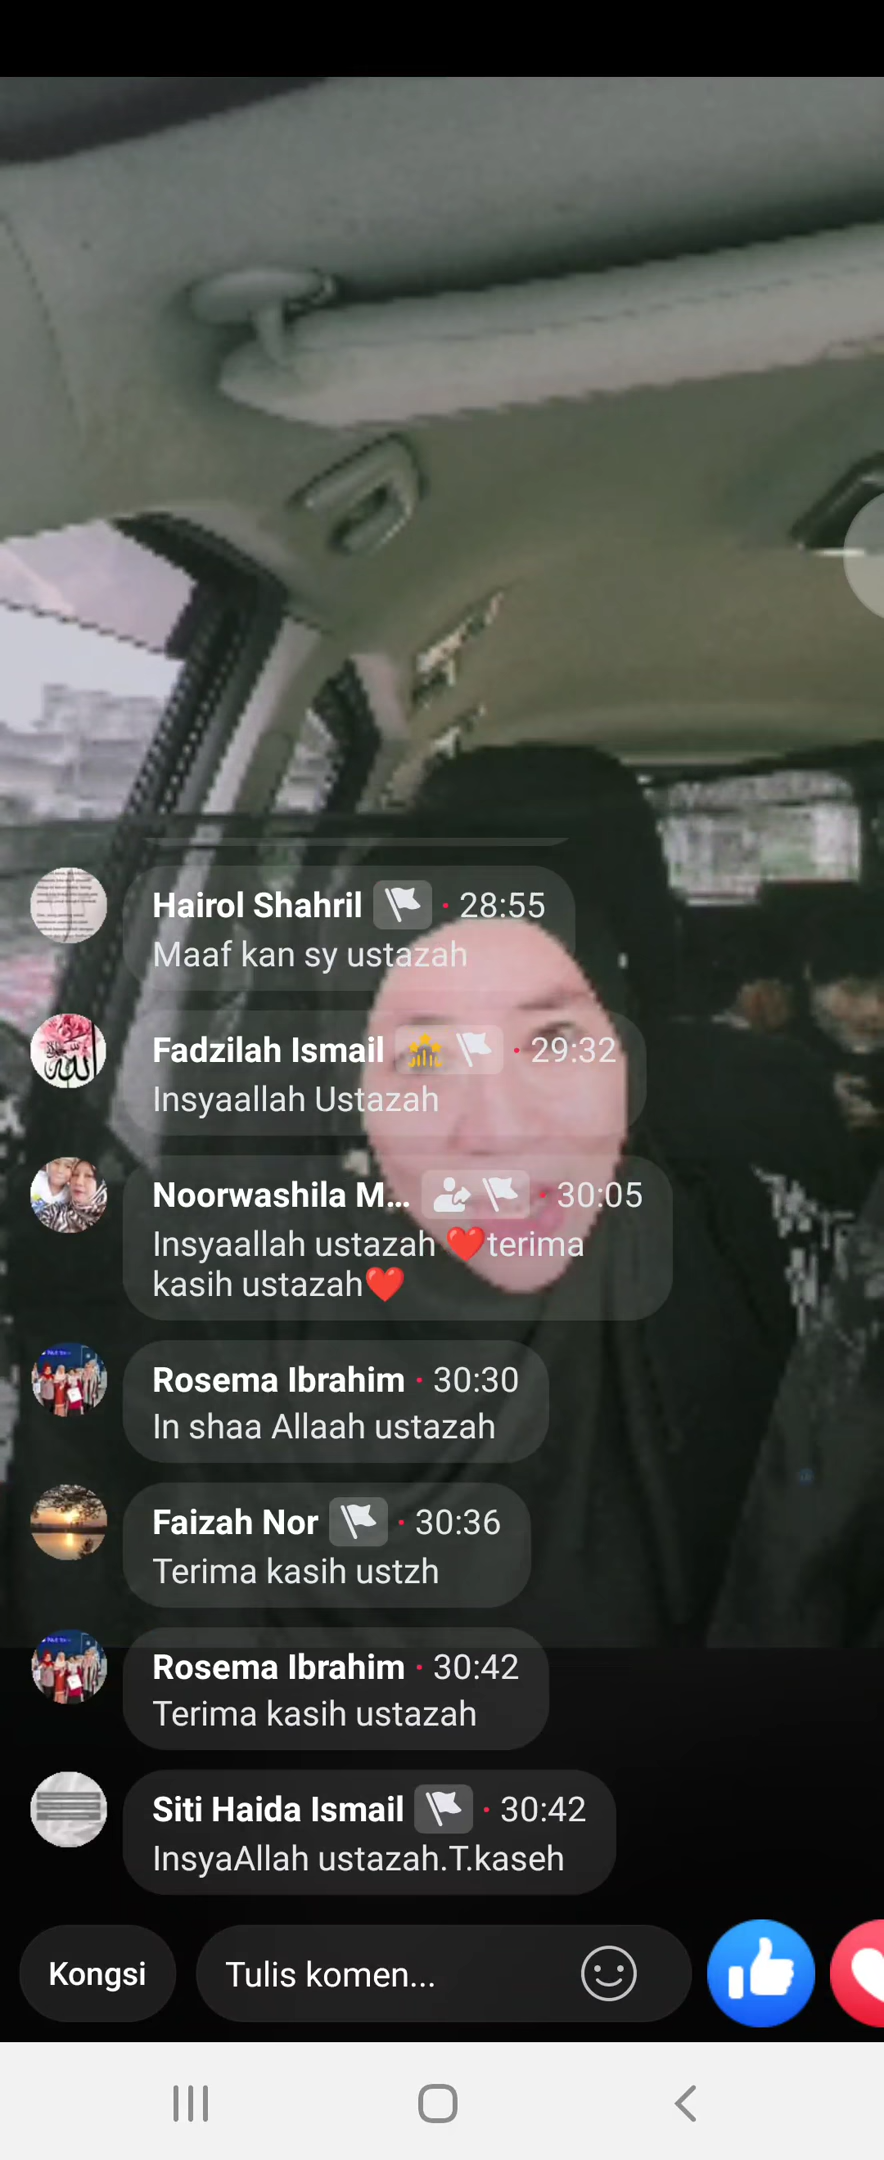 Hairol Shahril · 28:55
Maaf kan sy ustazah
Fadzilah Ismail · 29:32
Insyaallah Ustazah
Noorwashila M... · 30:05
Insyaallah ustazah ❤️terima
kasih ustazah❤️
Rosema Ibrahim · 30:30
In shaa Allaah ustazah
Faizah Nor · 30:36
Terima kasih ustzh
Rosema Ibrahim · 30:42
Terima kasih ustazah
Siti Haida Ismail · 30:42
InsyaAllah ustazah.T.kaseh
Kongsi
Tulis komen...